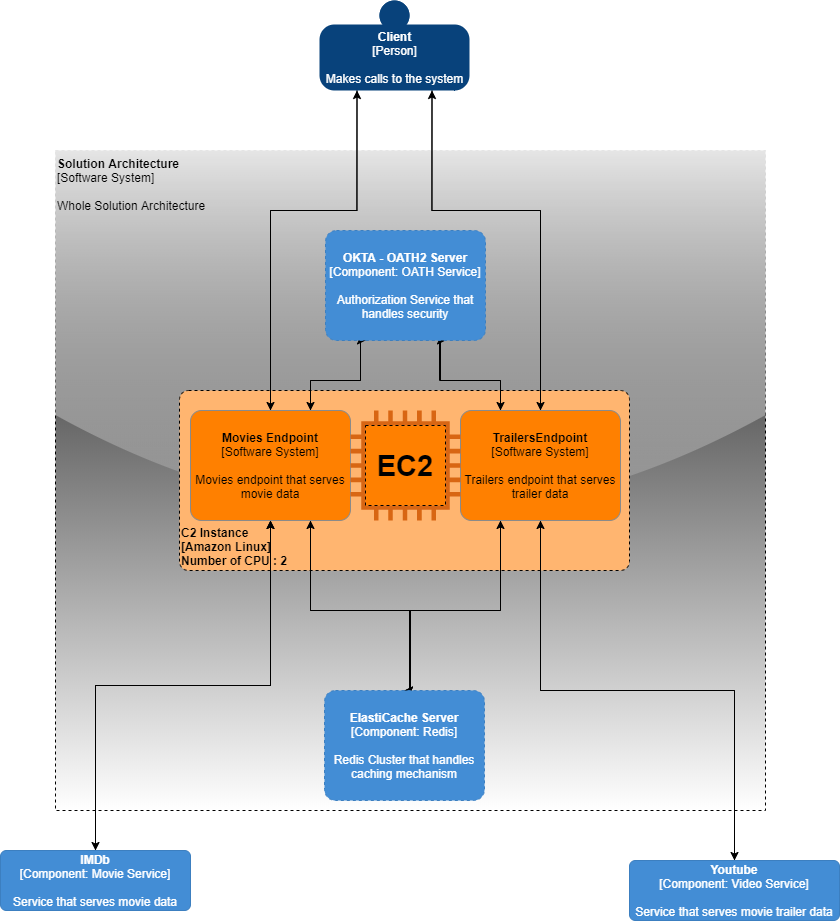 Client
[Person]
Makes calls to the system
Solution Architecture
[Software System]
Whole Solution Architecture
OKTA - OATH2 Server
[Component: OATH Service]
Authorization Service that
handles security
Movies Endpoint
[Software System]
Movies endpoint that serves
movie data
EC2
TrailersEndpoint
[Software System]
Trailers endpoint that serves
trailer data
C2 Instance
[Amazon Linux]
Number of CPU : 2
ElastiCache Server
[Component: Redis]
Redis Cluster that handles
caching mechanism
IMDb
[Component: Movie Service]
Service that serves movie data
Youtube
[Component: Video Service]
Service that serves movie trailer data